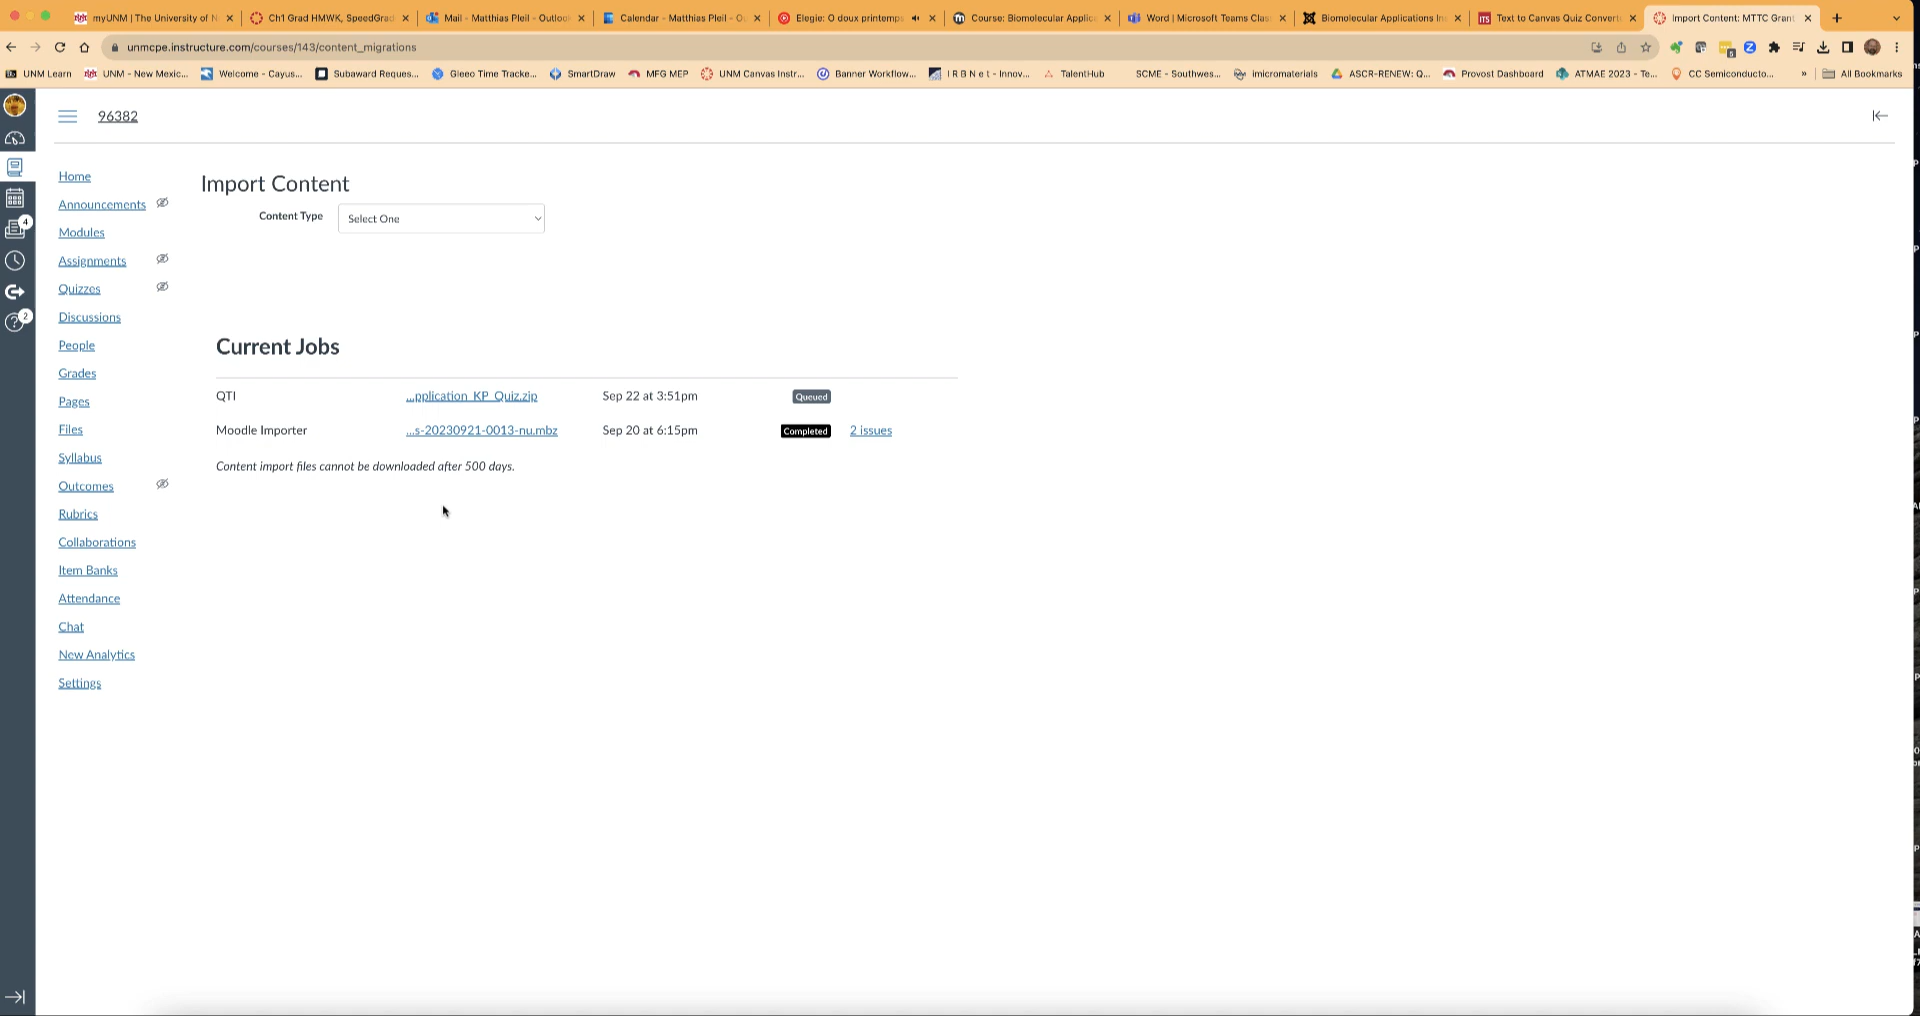 myUNM | The University of N
Ch1 Grad HMWK, SpeedGrad
Mail - Matthias Pleil - Outloo
Calendar - Matthias Pleil - O
Elegie: O doux printemps
Course: Biomolecular Applic
Word | Microsoft Teams Clas
Biomolecular Applications In
Text to Canvas Quiz Convert
Import Content: MTTC Grant
unmcpe.instructure.com/courses/143/content_migrations
UNM Learn
UNM - New Mexic...
Welcome - Cayus...
Subaward Reques...
Gleeo Time Tracke...
SmartDraw
MFG MEP
UNM Canvas Instr...
Banner Workflow...
I R B N e t - Innov...
TalentHub
SCME - Southwes...
imicromaterials
ASCR-RENEW: Q...
Provost Dashboard
ATMAE 2023 - Te...
CC Semiconducto...
»
All Bookmarks
96382
4
2
Home
Announcements
Modules
Assignments
Quizzes
Discussions
People
Grades
Pages
Files
Syllabus
Outcomes
Rubrics
Collaborations
Item Banks
Attendance
Chat
New Analytics
Settings
Import Content
Content Type
Select One
Current Jobs
QTI ...pplication_KP_Quiz.zip Sep 22 at 3:51pm Queued
Moodle Importer ...s-20230921-0013-nu.mbz Sep 20 at 6:15pm Completed 2 issues
Content import files cannot be downloaded after 500 days.